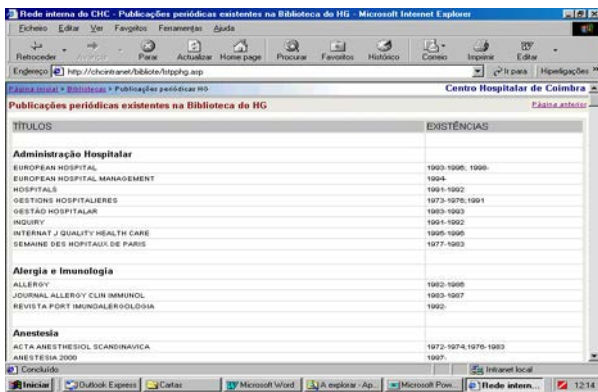 Rede interna do CHC - Publicações periódicas existentes na Biblioteca do HG - Microsoft Internet Explorer
Ficheiro Editar Ver Favoritos Ferramentas Ajuda
Retroceder Avançar Parar Actualizar Home page Procurar Favoritos Histórico Correio Imprimir Editar
Endereço http://chcintranet/bibliote/lstpphg.asp Ir para Hiperligações
Página inicial > Bibliotecas > Publicações periódicas HG Centro Hospitalar de Coimbra
Publicações periódicas existentes na Biblioteca do HG Página anterior
TÍTULOS EXISTÊNCIAS
Administração Hospitalar
EUROPEAN HOSPITAL 1993-1996; 1998-
EUROPEAN HOSPITAL MANAGEMENT 1994-
HOSPITALS 1991-1992
GESTIONS HOSPITALIERES 1973-1976;1991
GESTÃO HOSPITALAR 1983-1993
INQUIRY 1991-1992
INTERNAT J QUALITY HEALTH CARE 1995-1996
SEMAINE DES HOPITAUX DE PARIS 1977-1983
Alergia e Imunologia
ALLERGY 1982-1986
JOURNAL ALLERGY CLIN IMMUNOL 1983-1987
REVISTA PORT IMUNOALERGOLOGIA 1992-
Anestesia
ACTA ANESTHESIOL SCANDINAVICA 1972-1974;1976-1983
ANESTESIA 2000 1997-
Concluído Intranet local
Iniciar Outlook Express Cartas Microsoft Word A explorar - Ap... Microsoft Pow... Rede intern... 12:14